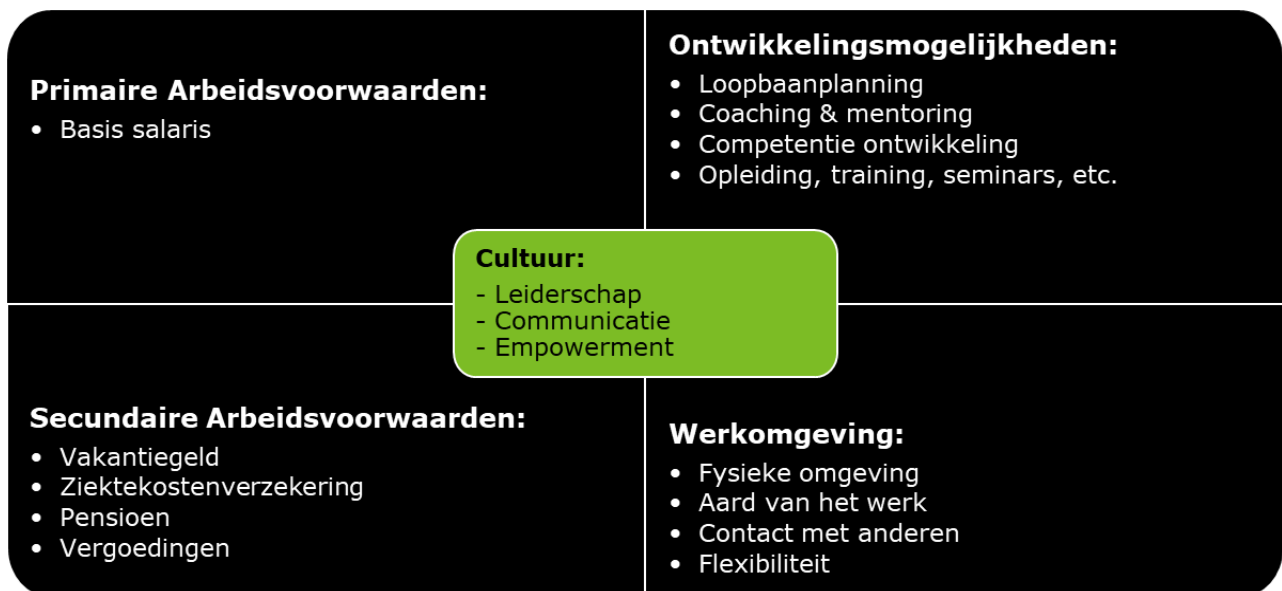 Primaire Arbeidsvoorwaarden:
• Basis salaris
Ontwikkelingsmogelijkheden:
• Loopbaanplanning
• Coaching & mentoring
• Competentie ontwikkeling
• Opleiding, training, seminars, etc.
Cultuur:
- Leiderschap
- Communicatie
- Empowerment
Secundaire Arbeidsvoorwaarden:
• Vakantiegeld
• Ziektekostenverzekering
• Pensioen
• Vergoedingen
Werkomgeving:
• Fysieke omgeving
• Aard van het werk
• Contact met anderen
• Flexibiliteit